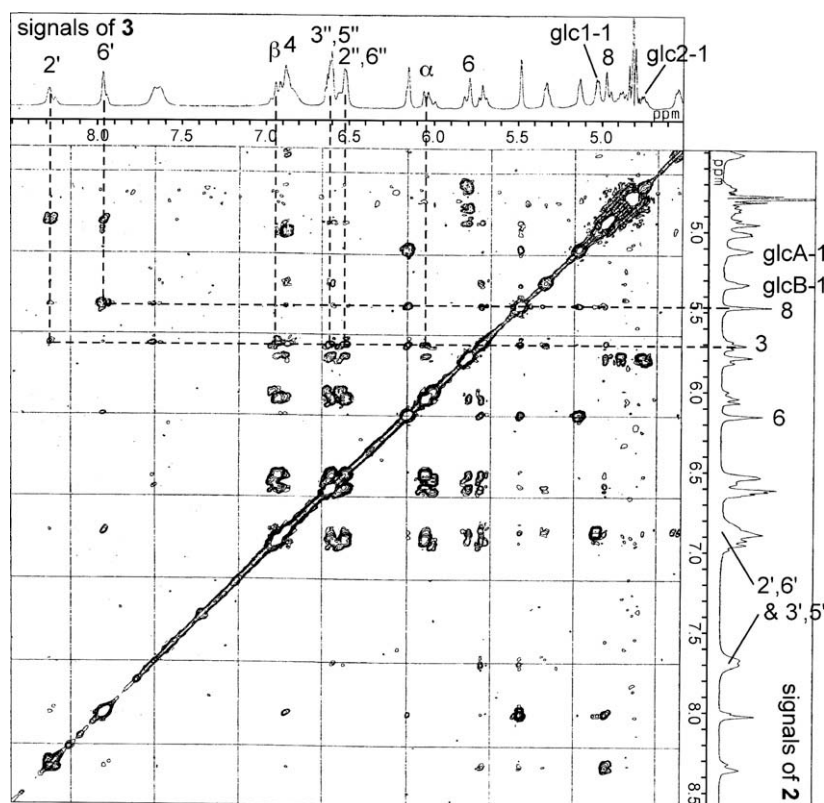 signals of 3
2'
6'
β 4
3'',5''
2'',6''
α
6
glc1-1
8
glc2-1
ppm
8.0 7.5 7.0 6.5 6.0 5.5 5.0
ppm
5.0
glcA-1
glcB-1
5.5
8
3
6.0
6
6.5
7.0
2',6'
& 3',5'
7.5
8.0
8.5
signals of 2